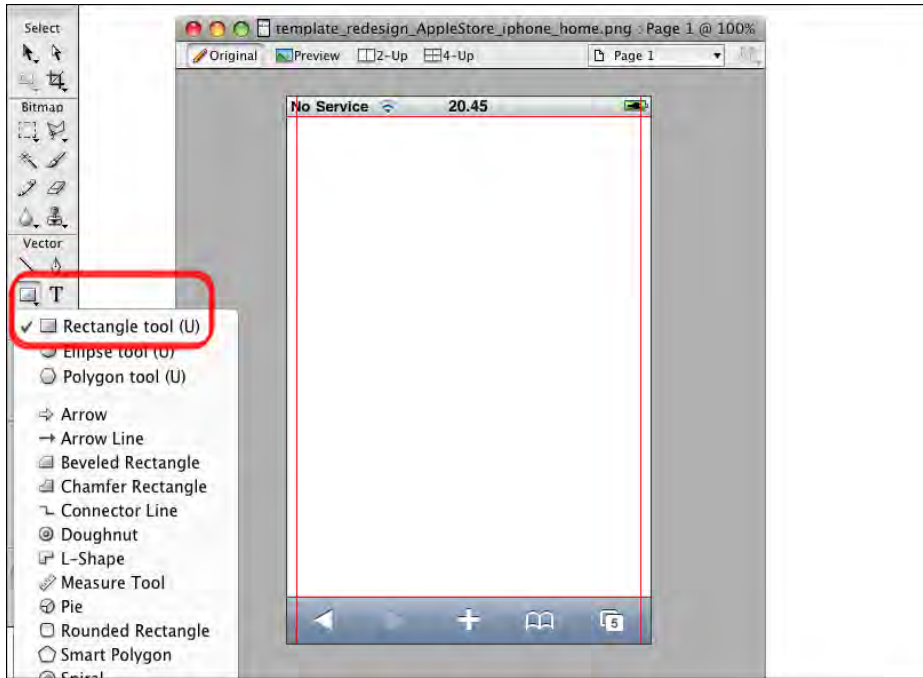 Select
template_redesign_AppleStore_iphone_home.png : Page 1 @ 100%
Original Preview 2-Up 4-Up Page 1
Bitmap
No Service 20.45
Vector
T
Rectangle tool (U)
Ellipse tool (U)
Polygon tool (U)
Arrow
Arrow Line
Beveled Rectangle
Chamfer Rectangle
Connector Line
Doughnut
L-Shape
Measure Tool
Pie
Rounded Rectangle
Smart Polygon
Spiral
5